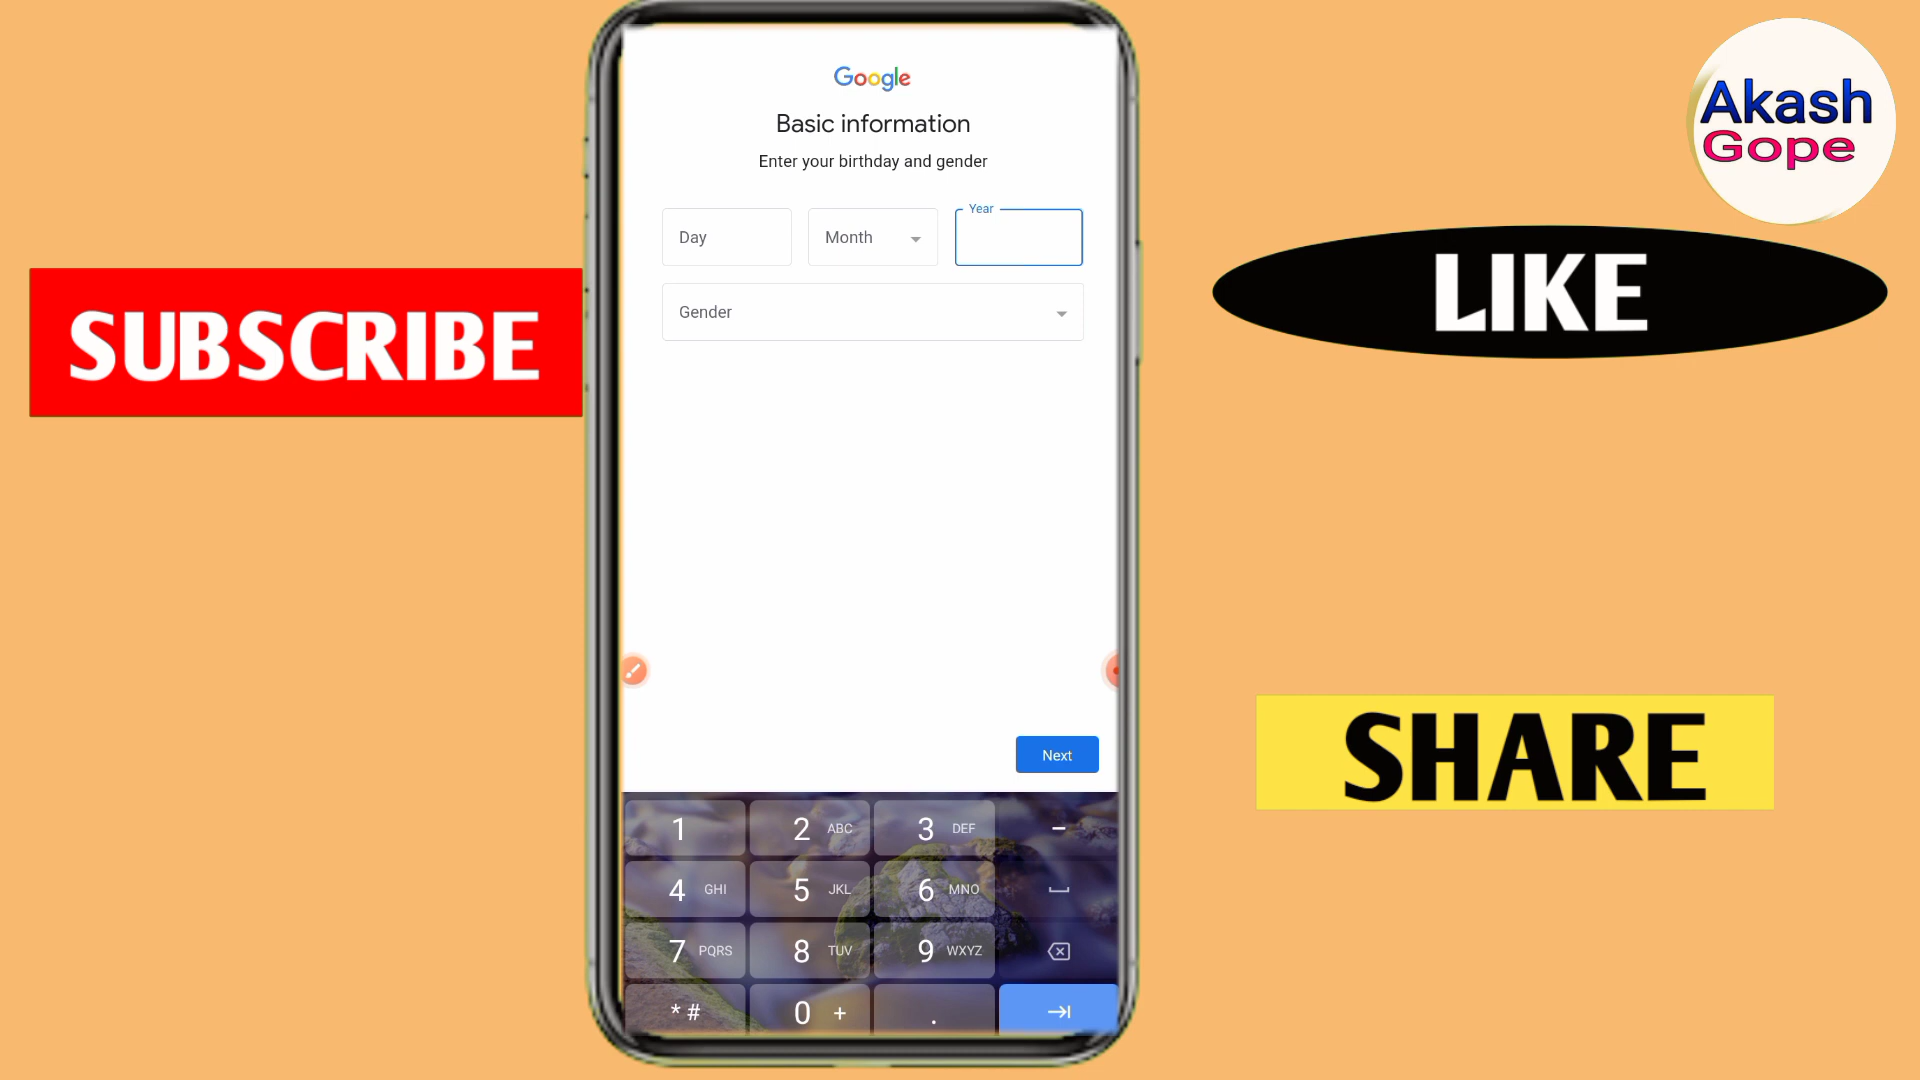 Google
Basic information
Enter your birthday and gender
Day
Month
Year
Gender
Next
1
2 ABC
3 DEF
-
4 GHI
5 JKL
6 MNO
7 PQRS
8 TUV
9 WXYZ
* #
0 +
.
SUBSCRIBE
Akash
Gope
LIKE
SHARE